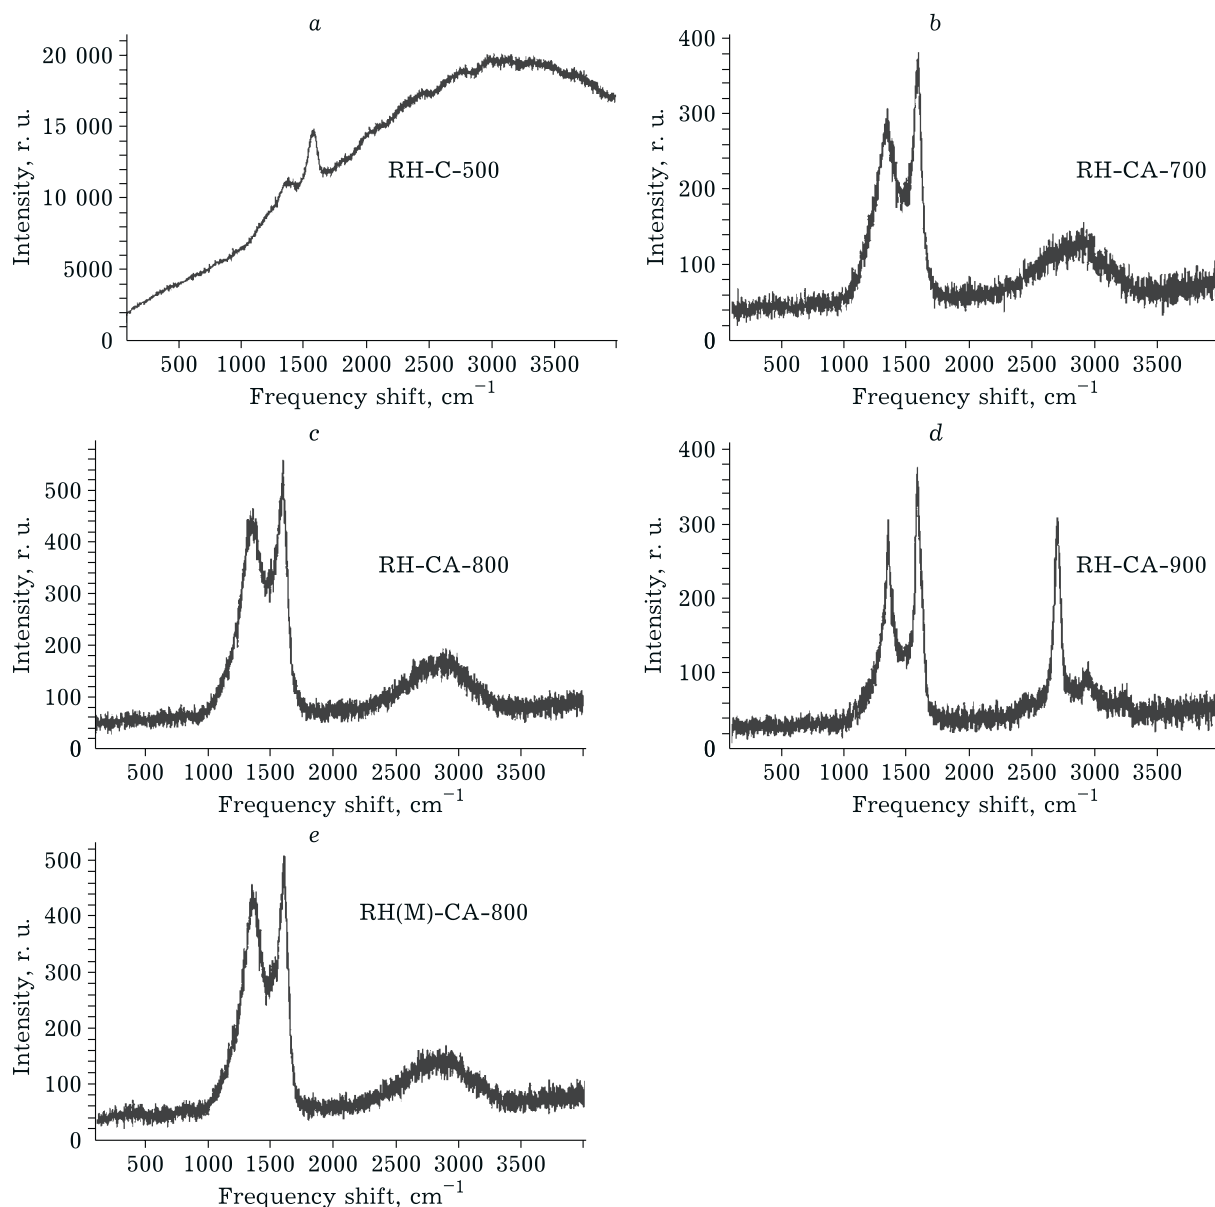 a
20 000
15 000
10 000
5000
0
Intensity, r. u.
RH-C-500
500 1000 1500 2000 2500 3000 3500
Frequency shift, cm−1
b
400
300
200
100
0
Intensity, r. u.
RH-CA-700
500 1000 1500 2000 2500 3000 3500
Frequency shift, cm−1
c
500
400
300
200
100
0
Intensity, r. u.
RH-CA-800
500 1000 1500 2000 2500 3000 3500
Frequency shift, cm−1
d
400
300
200
100
0
Intensity, r. u.
RH-CA-900
500 1000 1500 2000 2500 3000 3500
Frequency shift, cm−1
e
500
400
300
200
100
0
Intensity, r. u.
RH(M)-CA-800
500 1000 1500 2000 2500 3000 3500
Frequency shift, cm−1